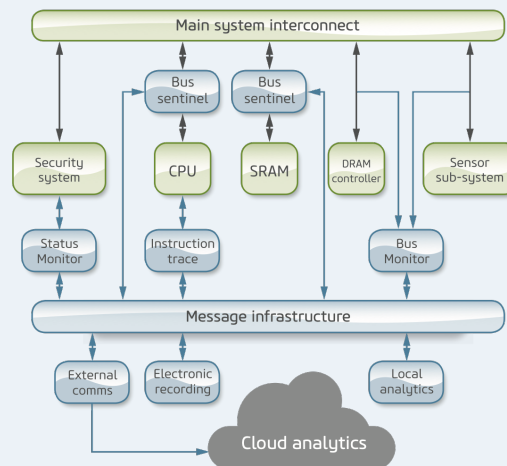 Main system interconnect
Bus
sentinel
Bus
sentinel
Security
system
CPU
SRAM
DRAM
controller
Sensor
sub-system
Status
Monitor
Instruction
trace
Bus
Monitor
Message infrastructure
External
comms
Electronic
recording
Local
analytics
Cloud analytics